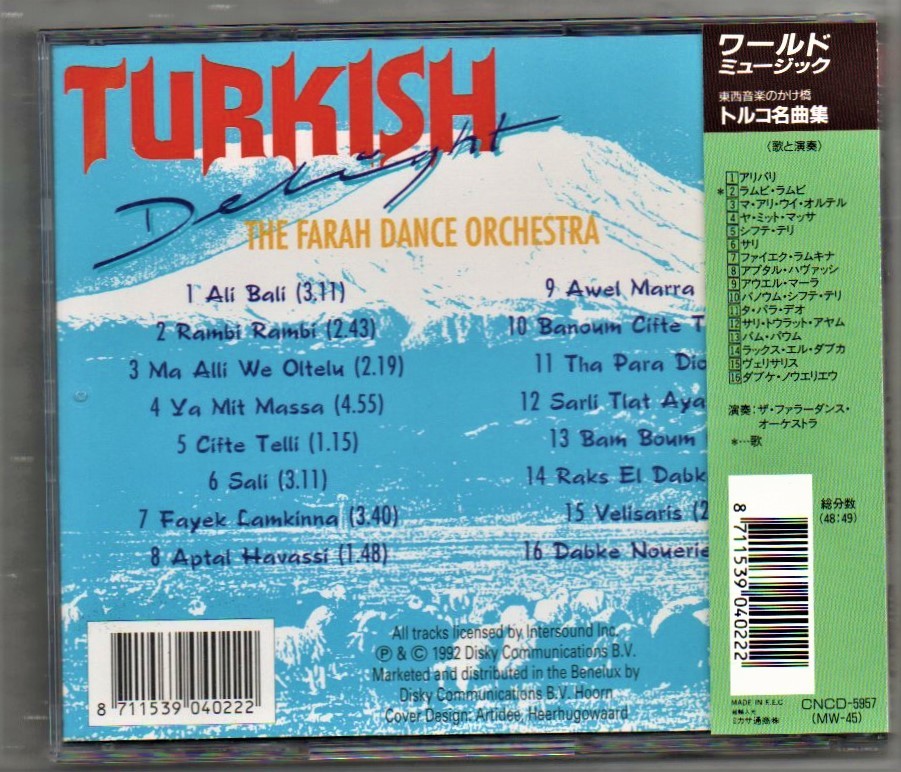 TURKISH
Delight
THE FARAH DANCE ORCHESTRA
1 Ali Bali (3.11)
2 Rambi Rambi (2.43)
3 Ma Alli We Oltelu (2.19)
4 Ya Mit Massa (4.55)
5 Cifte Telli (1.15)
6 Sali (3.11)
7 Fayek Lamkinna (3.40)
8 Aptal Havassi (1.48)
9 Awel Marra
10 Banoum Cifte T
11 Tha Para Dio
12 Sarli Tlat Aya
13 Bam Boum
14 Raks El Dabk
15 Velisaris (2
16 Dabke Nouerie
8 711539 040222
All tracks licensed by Intersound Inc.
Ⓟ & © 1992 Disky Communications B.V.
Marketed and distributed in the Benelux by
Disky Communications B.V. Hoorn
Cover Design: Artidee, Heerhugowaard
ワールド
ミュージック
東西音楽のかけ橋
トルコ名曲集
〈歌と演奏〉
1 アリバリ
*2 ラムビ・ラムビ
3 マ・アリ・ウイ・オルテル
4 ヤ・ミット・マッサ
5 シフテ・テリ
6 サリ
7 ファイエク・ラムキナ
8 アプタル・ハヴァッシ
9 アウエル・マーラ
10 バノウム・シフテ・テリ
11 タ・パラ・デオ
12 サリ・トウラット・アヤム
13 バム・バウム
14 ラックス・エル・ダブカ
15 ヴェリサリス
16 ダブケ・ノウエリエウ
演奏:ザ・ファラーダンス・
オーケストラ
*…歌
総分数
(48:49)
8 711539 040222
MADE IN E.E.C
輸入元
ミカサ通商㈱
CNCD-5957
(MW-45)